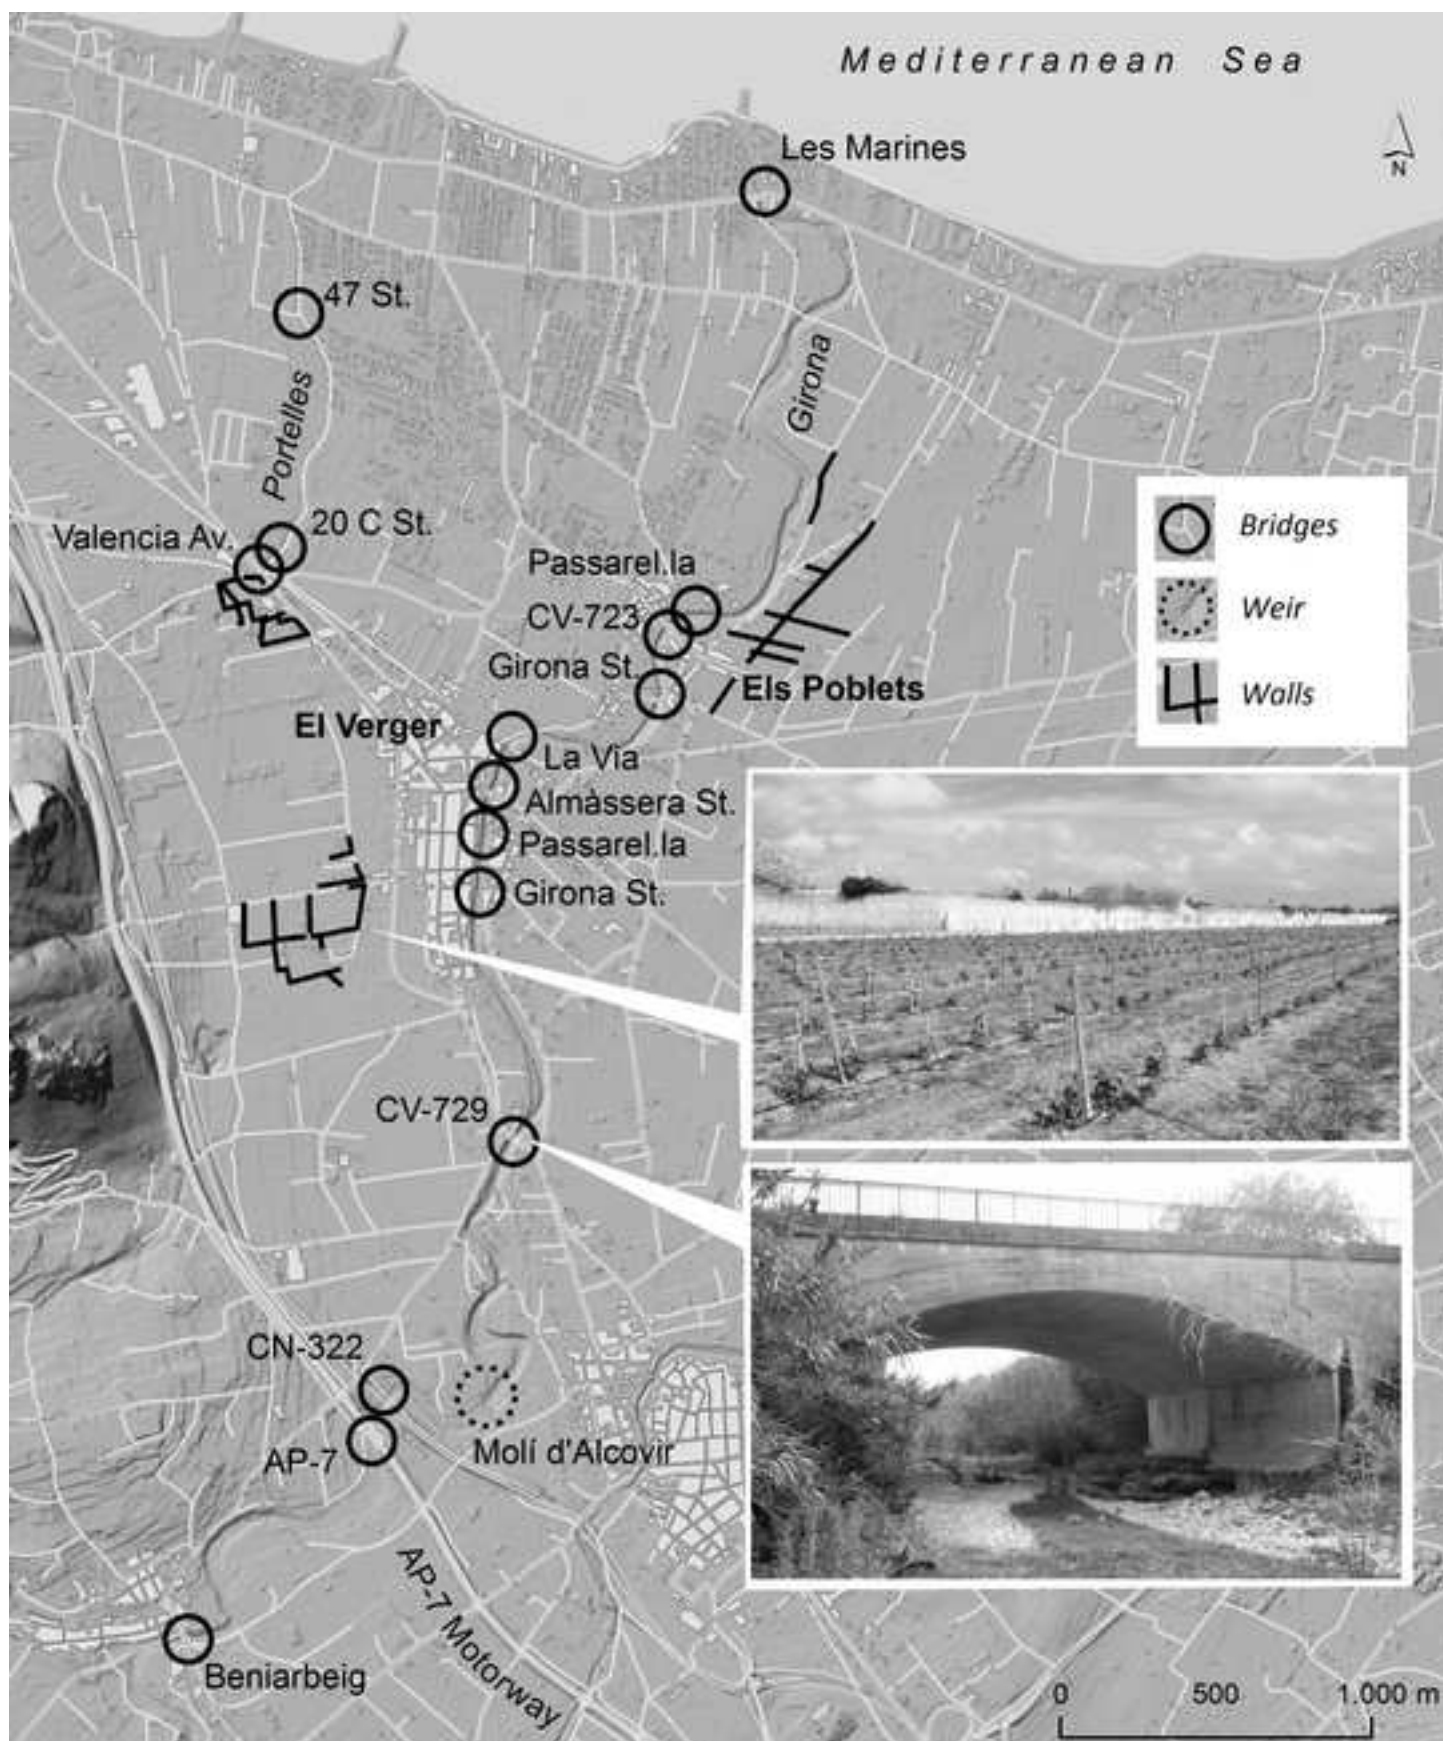 Mediterranean Sea
Les Marines
N
47 St.
Girona
Portelles
20 C St.
Valencia Av.
Bridges
Passarel.la
CV-723
Weir
Girona St.
Els Poblets
Walls
El Verger
La Via
Almàssera St.
Passarel.la
Girona St.
CV-729
CN-322
AP-7
Molí d'Alcovir
AP-7 Motorway
Beniarbeig
0 500 1.000 m